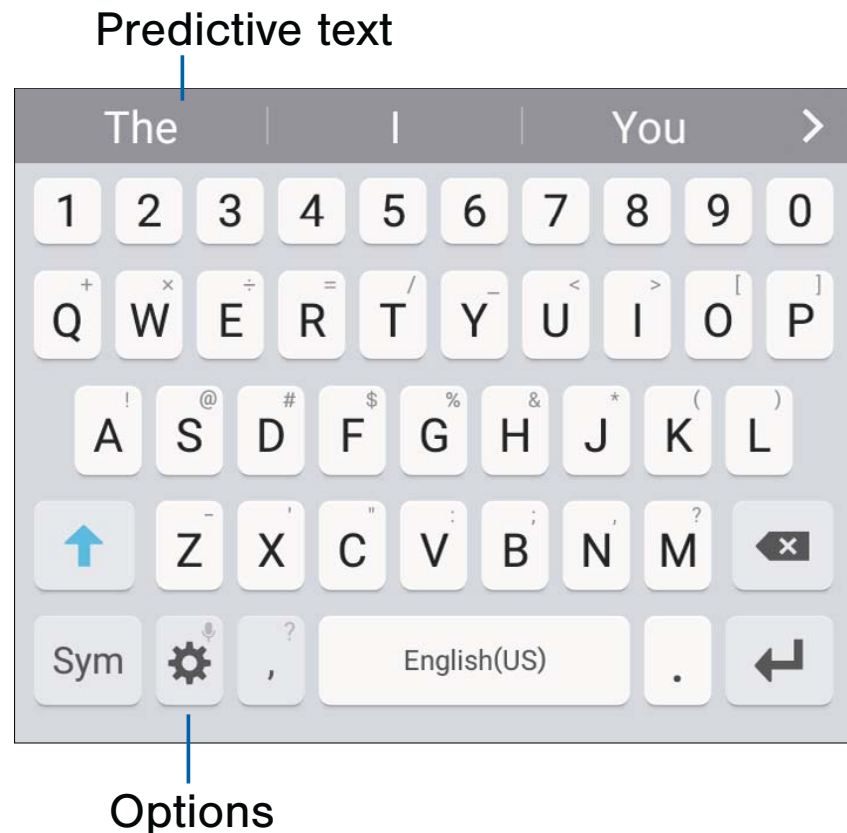 Predictive text
The I You >
1 2 3 4 5 6 7 8 9 0
+ × ÷ = / _ < > [ ]
Q W E R T Y U I O P
! @ # $ % & * ( )
A S D F G H J K L
- ' " : ; , ?
Z X C V B N M
?
Sym , English(US) .
Options